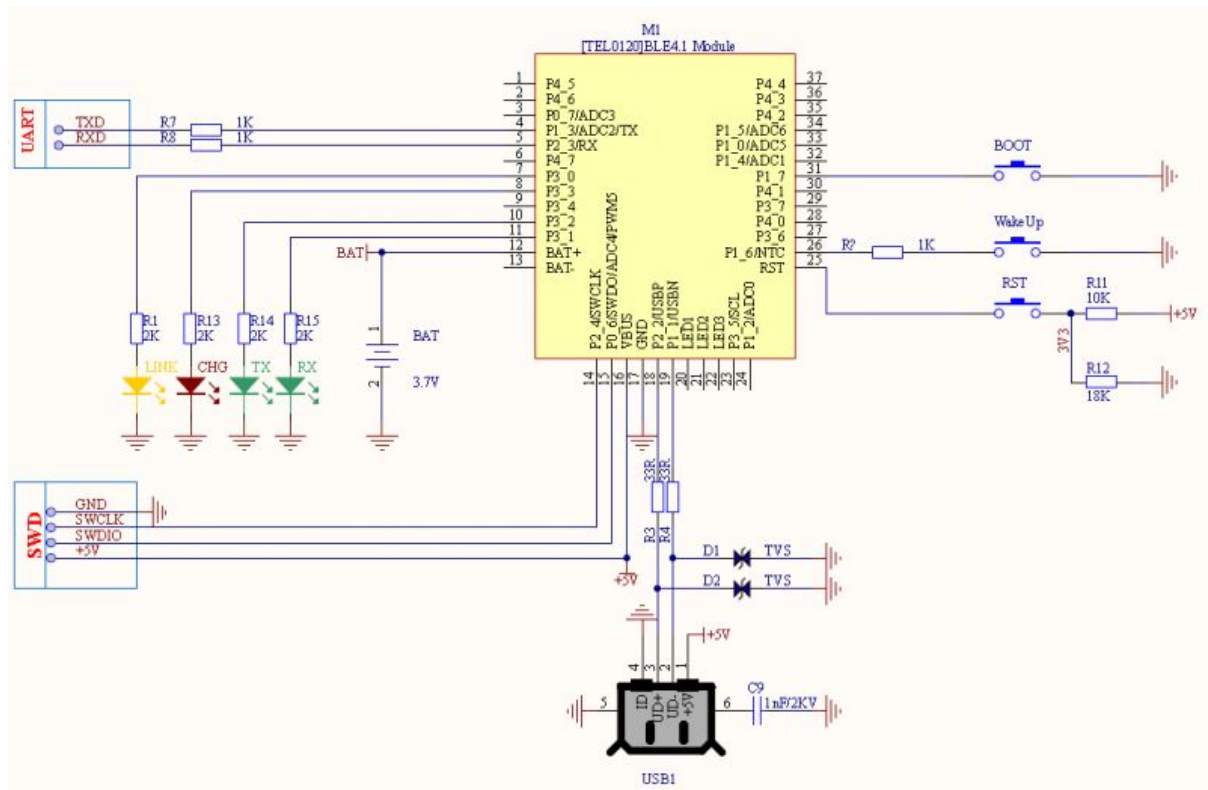 M1
[TEL0120]BLE4.1 Module
1 P4_5
2 P4_6
3 P0_7/ADC3
4 P1_3/ADC2/TX
5 P2_3/RX
6 P4_7
7 P3_0
8 P3_3
9 P3_4
10 P3_2
11 P3_1
12 BAT+
13 BAT-
P4_4 37
P4_3 36
P4_2 35
P1_5/ADC6 34
P1_0/ADC5 33
P1_4/ADC1 32
P1_7 31
P4_1 30
P3_7 29
P4_0 28
P3_6 27
P1_6/NTC 26
RST 25
P2_4/SWCLK 14
P0_6/SWDO/ADC4/PWM5 15
VBUS 16
GND 17
P2_2/USBP 18
P1_1/USBN 19
LED1 20
LED2 21
LED3 22
P3_5/SCL 23
P1_2/ADC0 24
UART
TXD R7 1K
RXD R8 1K
BOOT
WakeUp
R? 1K
RST
R11
10K
+5V
3V3
R12
18K
BAT
1 BAT
2 3.7V
R1
2K
R13
2K
R14
2K
R15
2K
LINK
CHG
TX
RX
SWD
GND
SWCLK
SWDIO
+5V
+5V
33R
33R
R3
R4
D1 TVS
D2 TVS
+5V
4 3 2 1
ID
UD+
UD-
+5V
5
6
C9
1nF/2KV
USB1